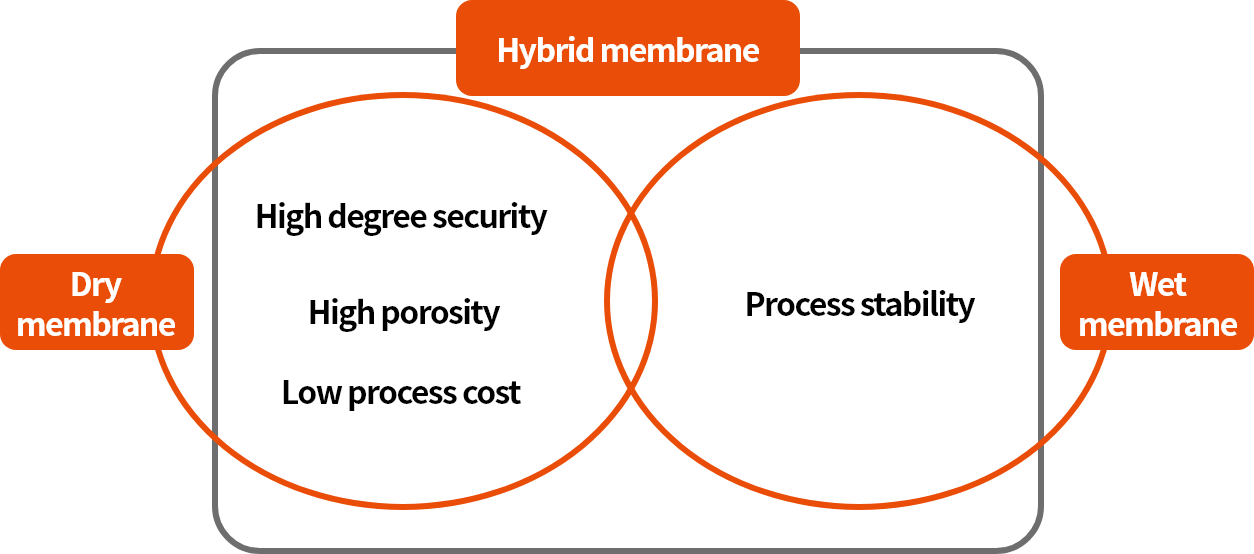 Hybrid membrane
High degree security
Dry
membrane
High porosity
Low process cost
Process stability
Wet
membrane